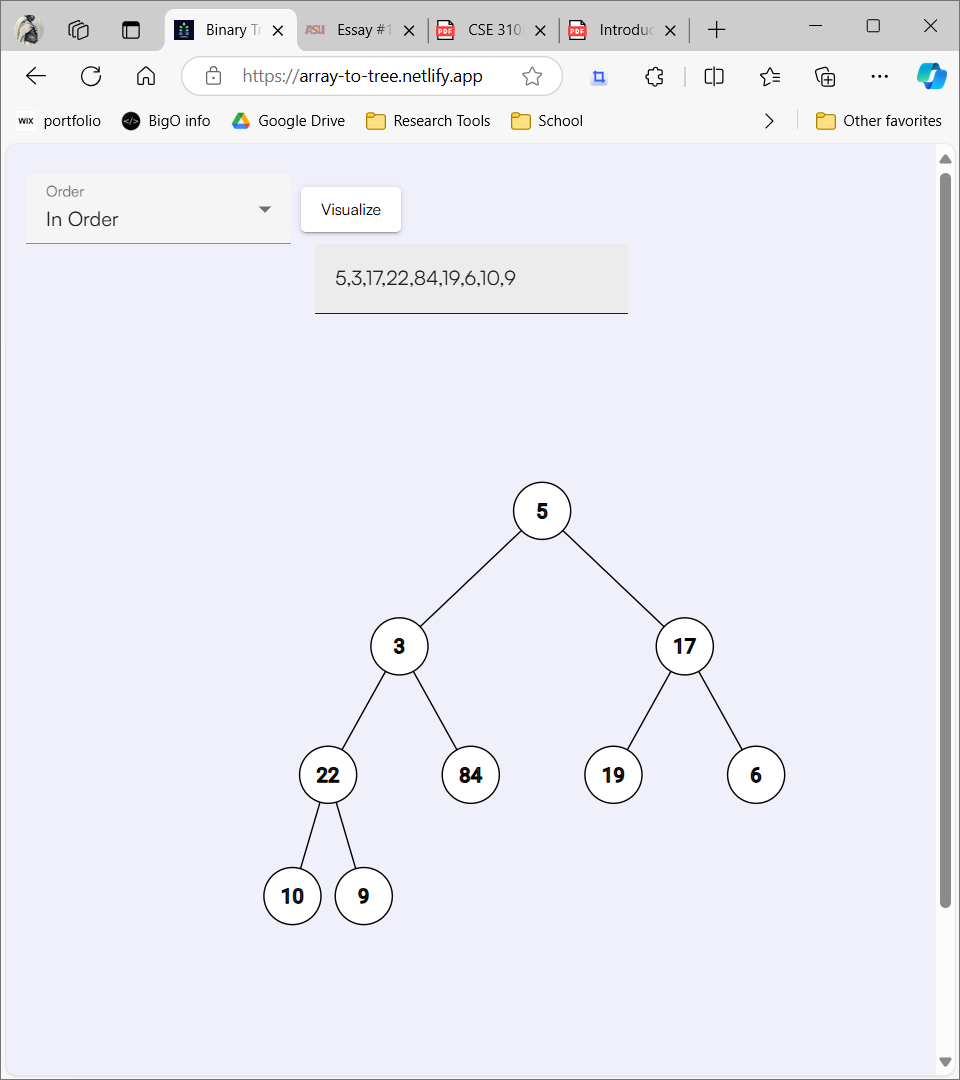 Binary Tr
ASU Essay #1
PDF CSE 310
PDF Introduc
https://array-to-tree.netlify.app
WIX portfolio
</> BigO info
Google Drive
Research Tools
School
Other favorites
Order
In Order
Visualize
5,3,17,22,84,19,6,10,9
5
3 17
22 84 19 6
10 9